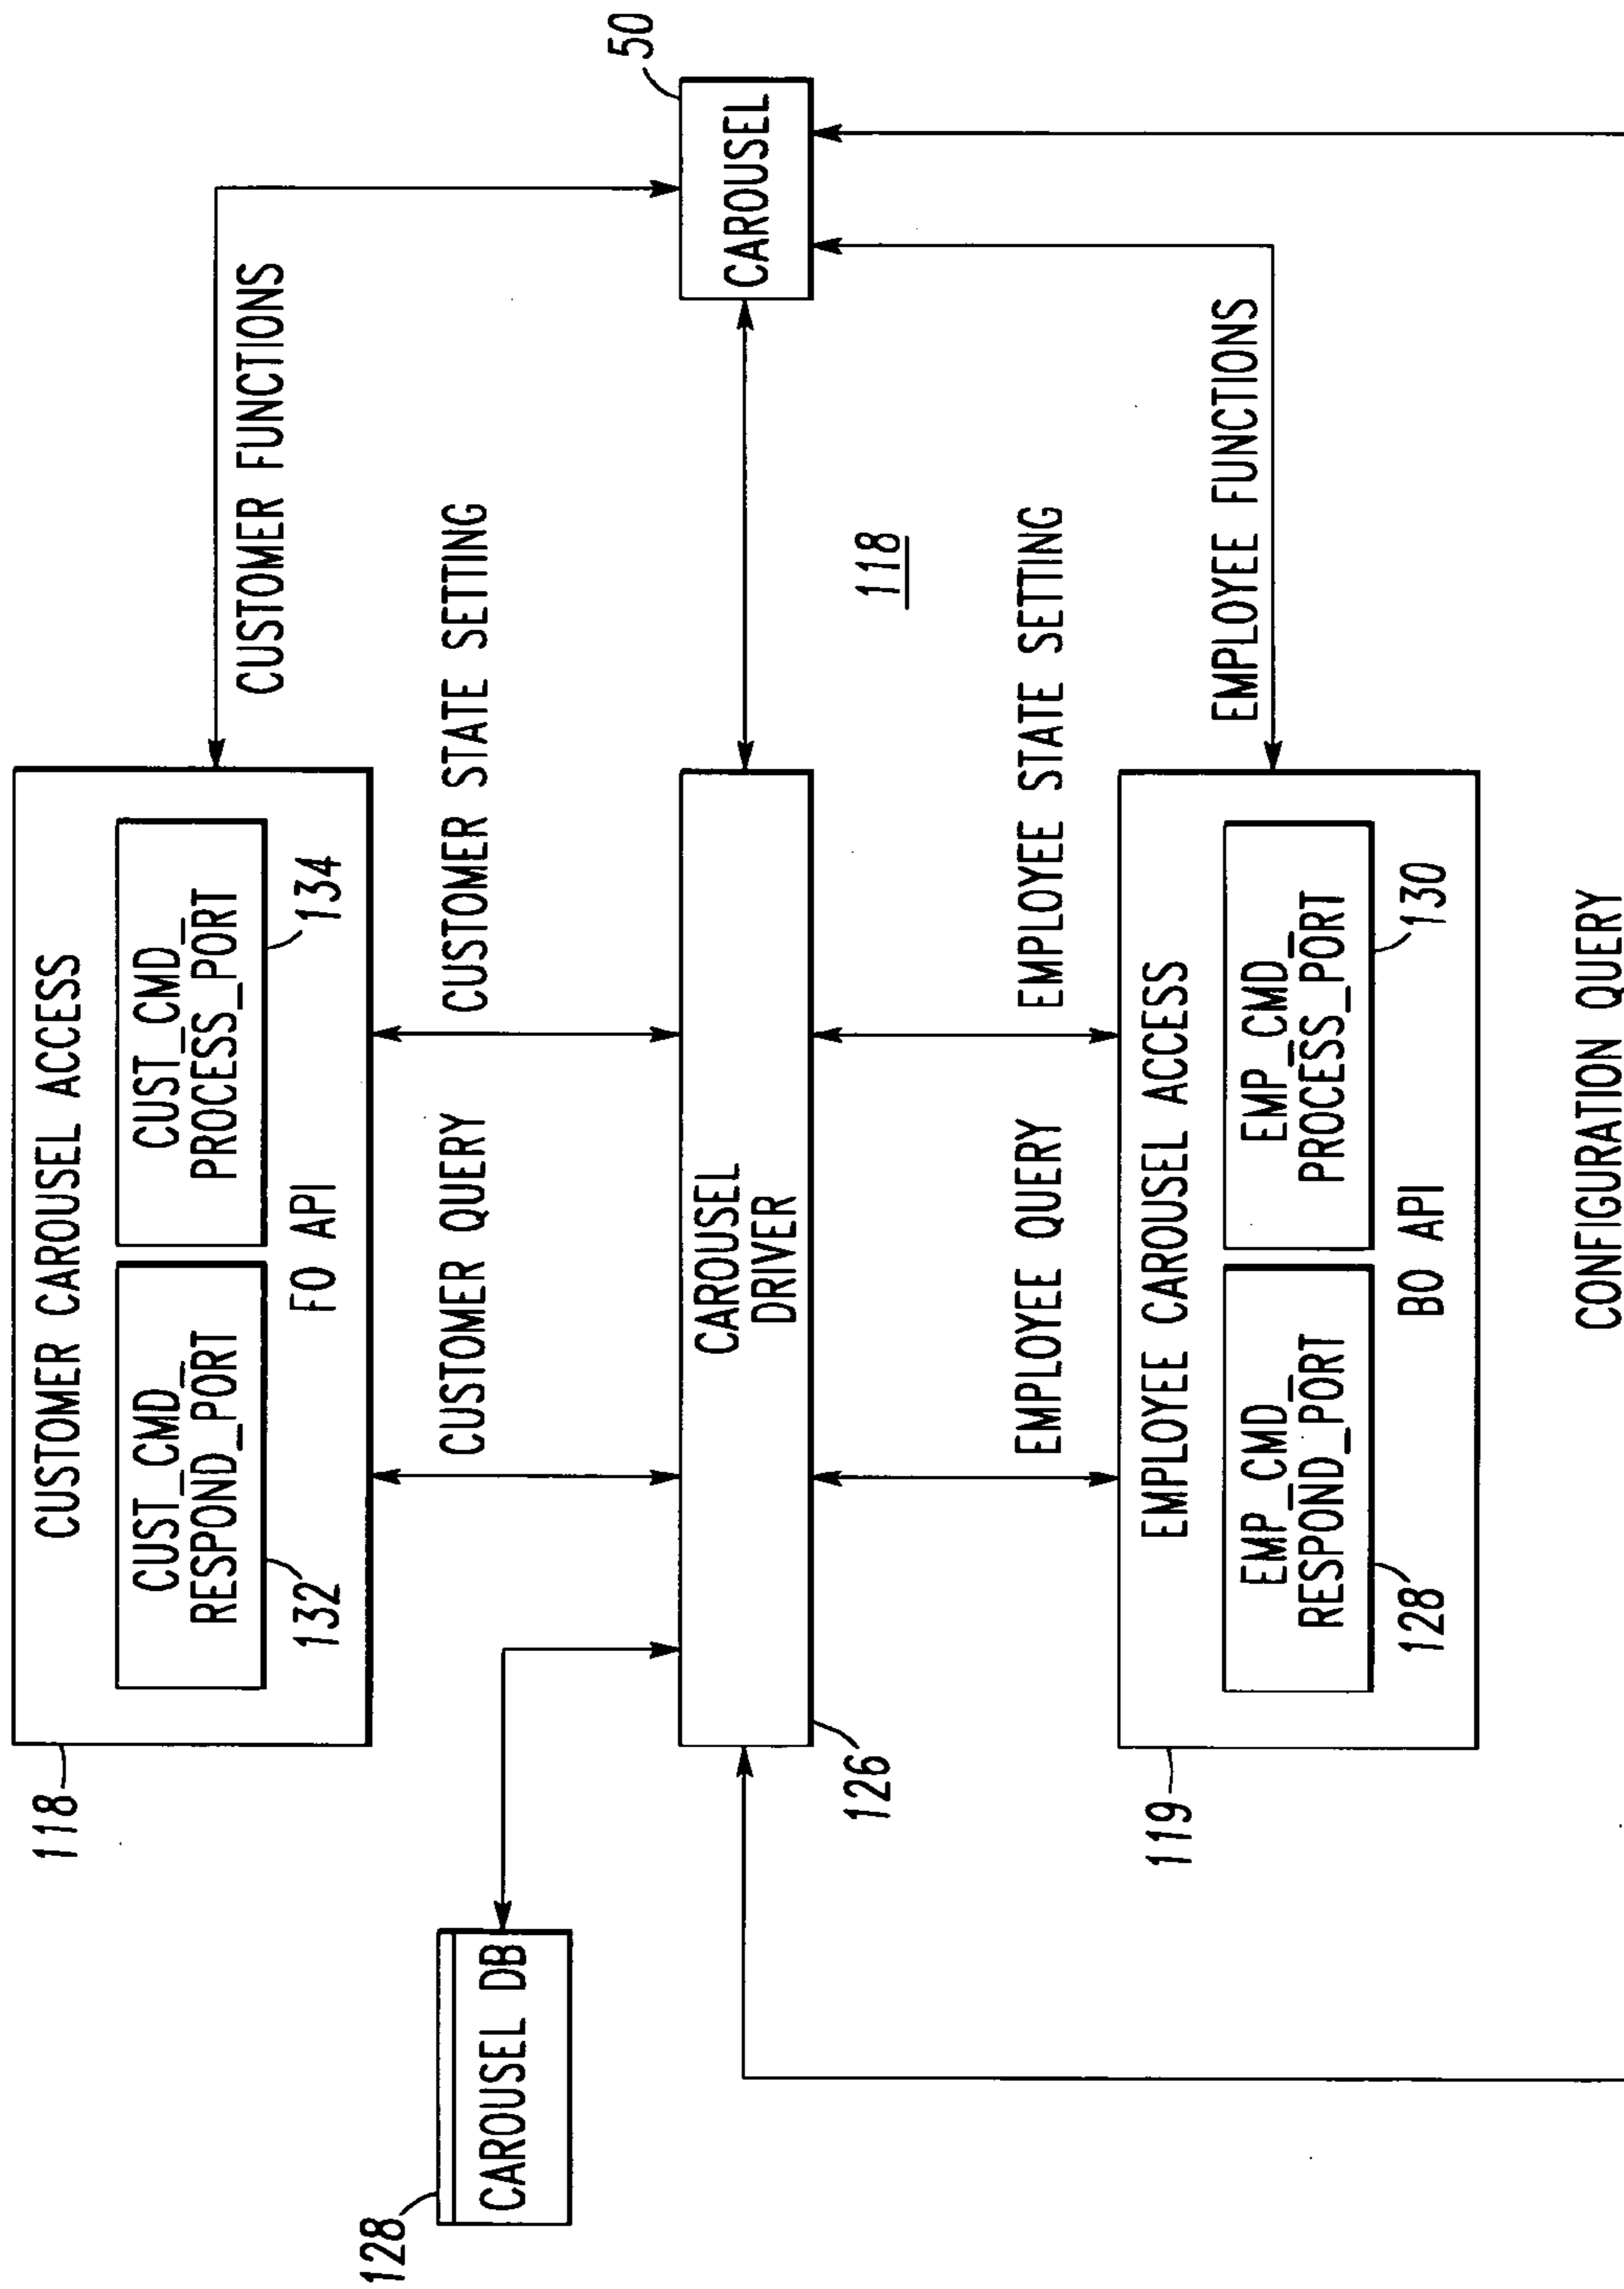 118
CUSTOMER CAROUSEL ACCESS
CUST_CMD_
RESPOND_PORT
132
CUST_CMD_
PROCESS_PORT
134
FO API
CUSTOMER FUNCTIONS
128
CAROUSEL DB
CUSTOMER QUERY
CUSTOMER STATE SETTING
50
CAROUSEL
CAROUSEL
DRIVER
126
118
EMPLOYEE QUERY
EMPLOYEE STATE SETTING
EMPLOYEE FUNCTIONS
119
EMPLOYEE CAROUSEL ACCESS
EMP_CMD_
RESPOND_PORT
128
EMP_CMD_
PROCESS_PORT
130
BO API
CONFIGURATION QUERY